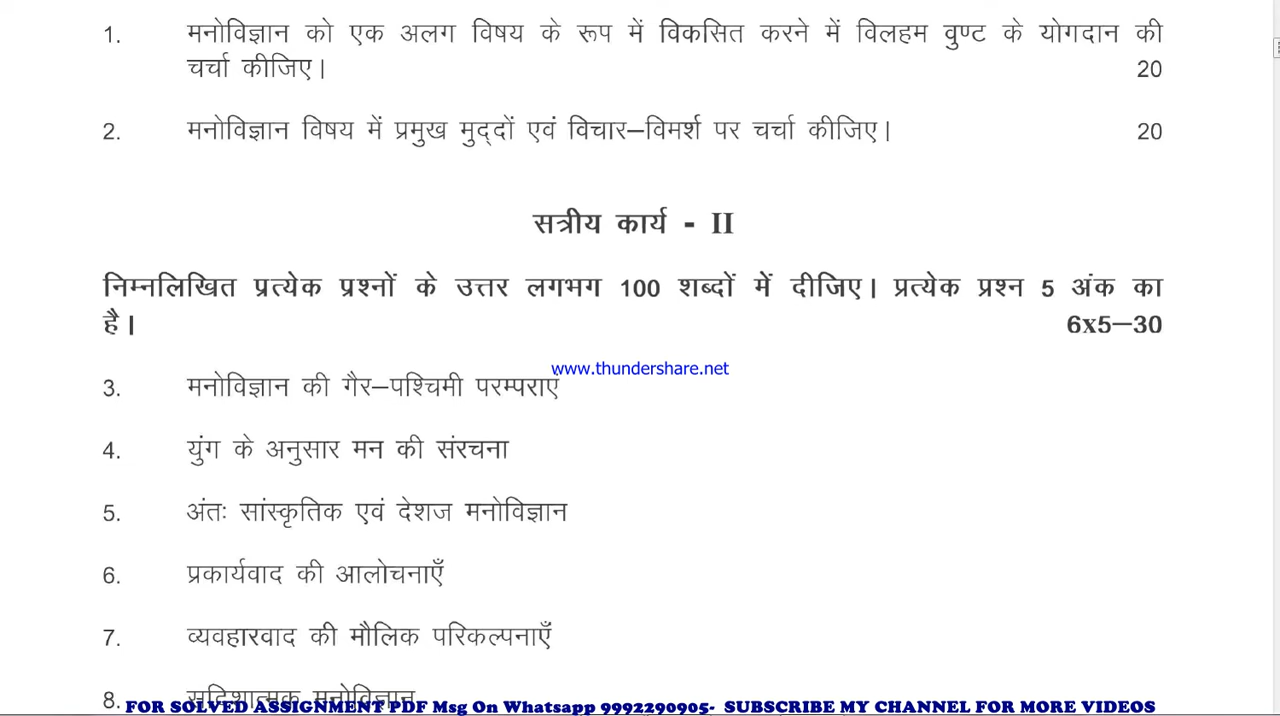 1. मनोविज्ञान को एक अलग विषय के रूप में विकसित करने में विलहम वुण्ट के योगदान की
चर्चा कीजिए। 20
2. मनोविज्ञान विषय में प्रमुख मुद्दों एवं विचार–विमर्श पर चर्चा कीजिए। 20
सत्रीय कार्य - II
निम्नलिखित प्रत्येक प्रश्नों के उत्तर लगभग 100 शब्दों में दीजिए। प्रत्येक प्रश्न 5 अंक का
है। 6x5–30
www.thundershare.net
3. मनोविज्ञान की गैर–पश्चिमी परम्पराएं
4. युंग के अनुसार मन की संरचना
5. अंतः सांस्कृतिक एवं देशज मनोविज्ञान
6. प्रकार्यवाद की आलोचनाएँ
7. व्यवहारवाद की मौलिक परिकल्पनाएँ
8. सदिशात्मक मनोविज्ञान
FOR SOLVED ASSIGNMENT PDF Msg On Whatsapp 9992290905- SUBSCRIBE MY CHANNEL FOR MORE VIDEOS